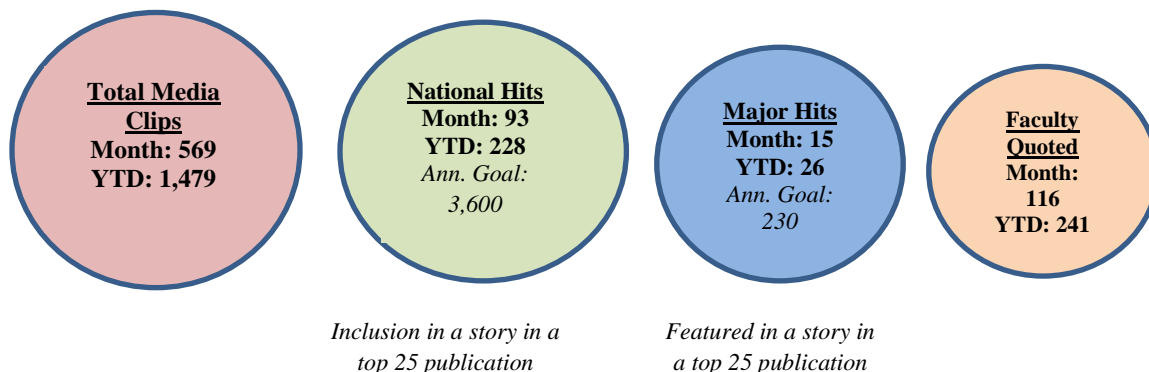 Total Media
Clips
Month: 569
YTD: 1,479
National Hits
Month: 93
YTD: 228
Ann. Goal:
3,600
Major Hits
Month: 15
YTD: 26
Ann. Goal:
230
Faculty
Quoted
Month:
116
YTD: 241
Inclusion in a story in a
top 25 publication
Featured in a story in
a top 25 publication